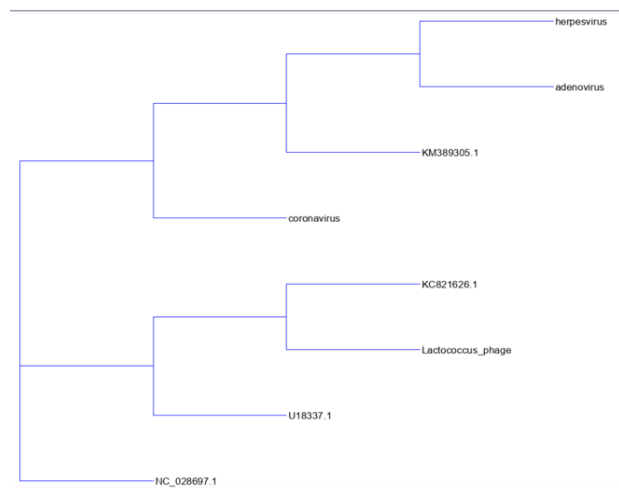 herpesvirus
adenovirus
KM389305.1
coronavirus
KC821626.1
Lactococcus_phage
U18337.1
NC_028697.1